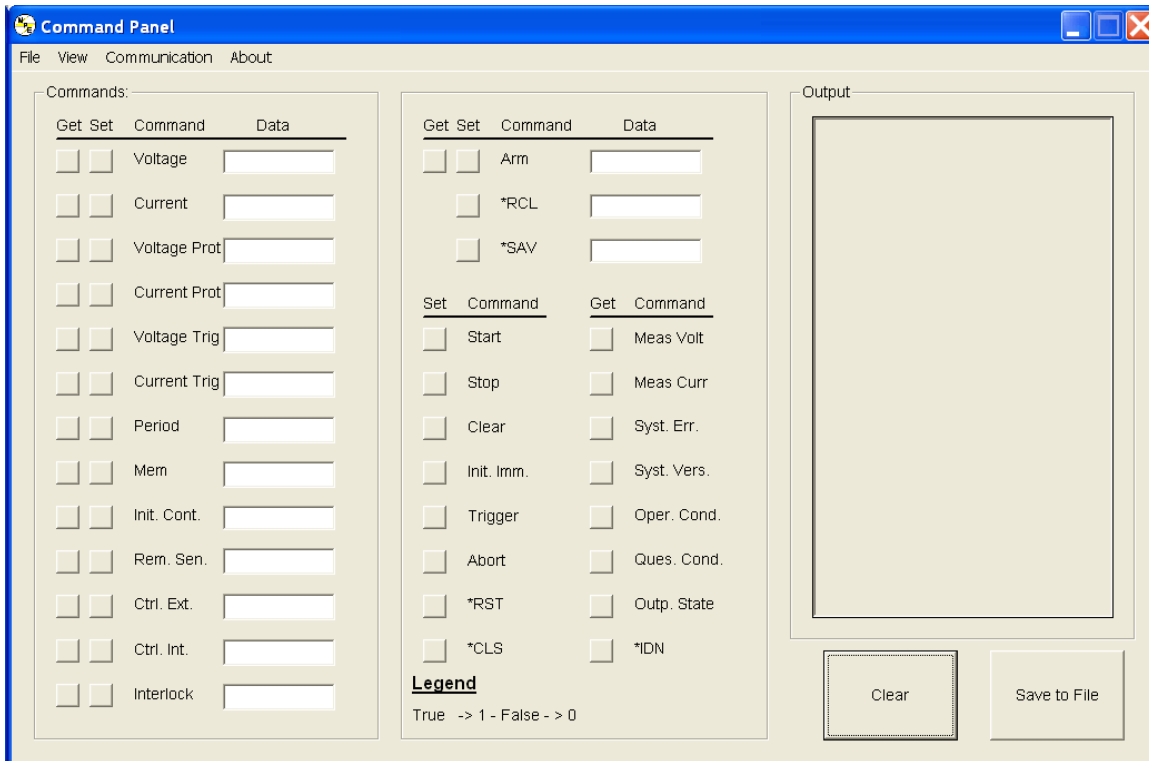 Command Panel
File View Communication About
Commands:
Get Set Command Data
Voltage
Current
Voltage Prot
Current Prot
Voltage Trig
Current Trig
Period
Mem
Init. Cont.
Rem. Sen.
Ctrl. Ext.
Ctrl. Int.
Interlock
Get Set Command Data
Arm
*RCL
*SAV
Set Command
Start
Stop
Clear
Init. Imm.
Trigger
Abort
*RST
*CLS
Get Command
Meas Volt
Meas Curr
Syst. Err.
Syst. Vers.
Oper. Cond.
Ques. Cond.
Outp. State
*IDN
Legend
True -> 1 - False - > 0
Output
Clear
Save to File